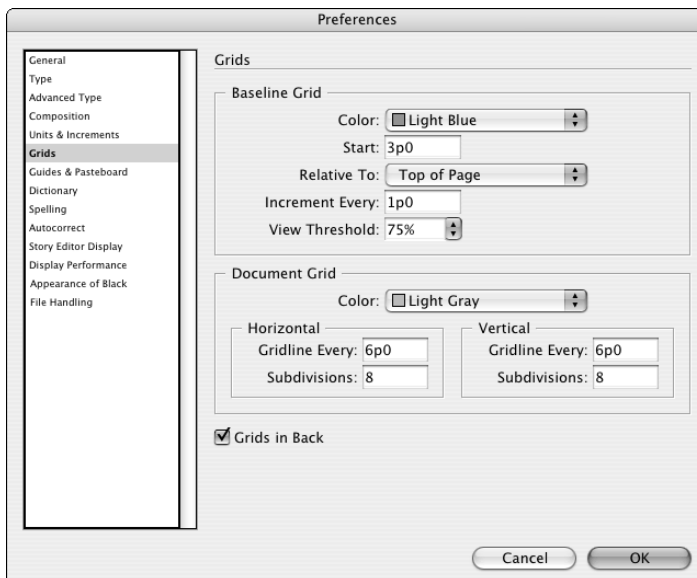 Preferences
General
Type
Advanced Type
Composition
Units & Increments
Grids
Guides & Pasteboard
Dictionary
Spelling
Autocorrect
Story Editor Display
Display Performance
Appearance of Black
File Handling
Grids
Baseline Grid
Color: Light Blue
Start: 3p0
Relative To: Top of Page
Increment Every: 1p0
View Threshold: 75%
Document Grid
Color: Light Gray
Horizontal
Gridline Every: 6p0
Subdivisions: 8
Vertical
Gridline Every: 6p0
Subdivisions: 8
Grids in Back
Cancel OK